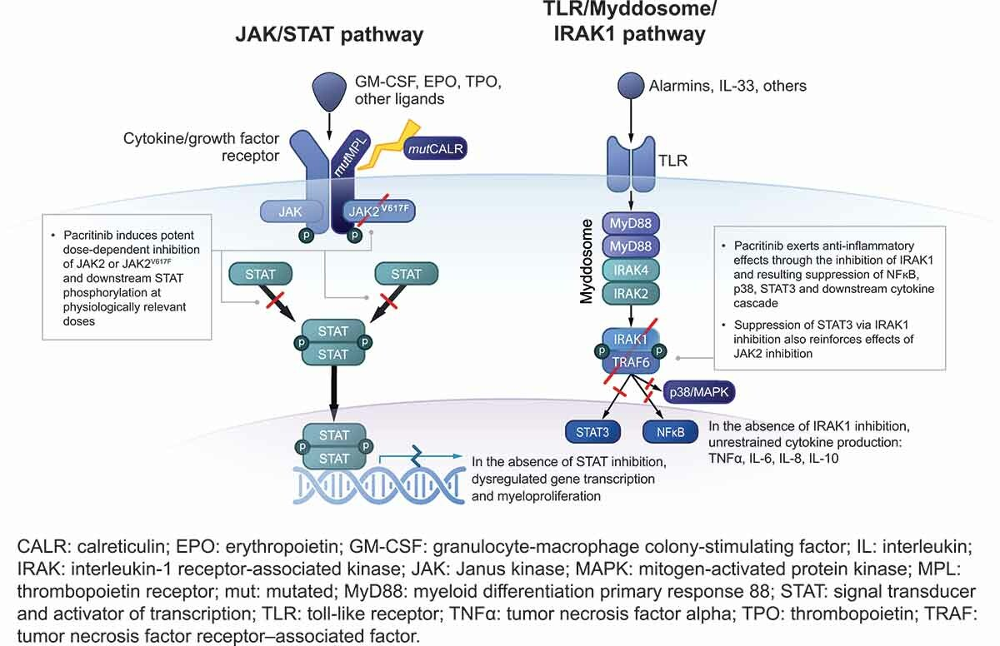 JAK/STAT pathway
GM-CSF, EPO, TPO,
other ligands
Cytokine/growth factor
receptor
mutMPL
mutCALR
JAK
JAK2V617F
P
P
• Pacritinib induces potent
dose-dependent inhibition
of JAK2 or JAK2V617F
and downstream STAT
phosphorylation at
physiologically relevant
doses
STAT
STAT
STAT
STAT
P
P
STAT
STAT
P
P
In the absence of STAT inhibition,
dysregulated gene transcription
and myeloproliferation
TLR/Myddosome/
IRAK1 pathway
Alarmins, IL-33, others
TLR
Myddosome
MyD88
MyD88
IRAK4
IRAK2
IRAK1
TRAF6
P
P
• Pacritinib exerts anti-inflammatory
effects through the inhibition of IRAK1
and resulting suppression of NFκB,
p38, STAT3 and downstream cytokine
cascade
• Suppression of STAT3 via IRAK1
inhibition also reinforces effects of
JAK2 inhibition
p38/MAPK
STAT3
NFκB
In the absence of IRAK1 inhibition,
unrestrained cytokine production:
TNFα, IL-6, IL-8, IL-10
CALR: calreticulin; EPO: erythropoietin; GM-CSF: granulocyte-macrophage colony-stimulating factor; IL: interleukin;
IRAK: interleukin-1 receptor-associated kinase; JAK: Janus kinase; MAPK: mitogen-activated protein kinase; MPL:
thrombopoietin receptor; mut: mutated; MyD88: myeloid differentiation primary response 88; STAT: signal transducer
and activator of transcription; TLR: toll-like receptor; TNFα: tumor necrosis factor alpha; TPO: thrombopoietin; TRAF:
tumor necrosis factor receptor–associated factor.